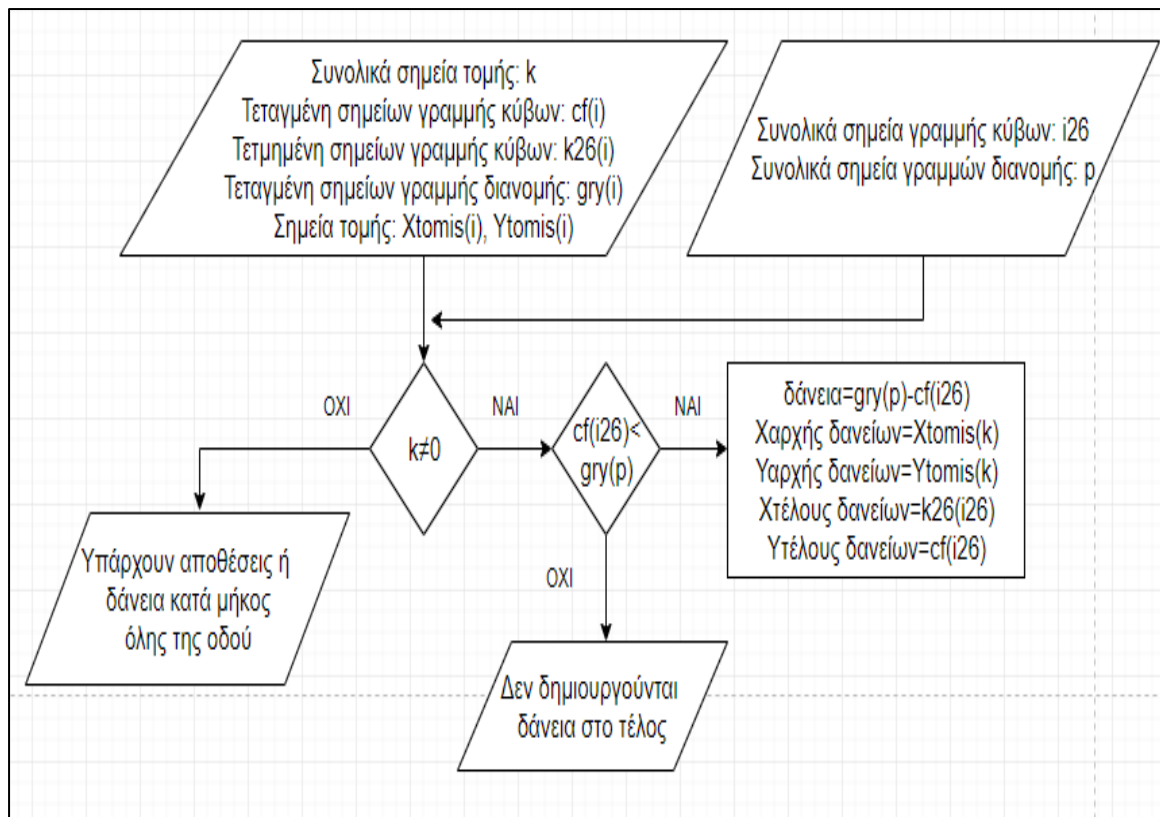 Συνολικά σημεία τομής: k
Τεταγμένη σημείων γραμμής κύβων: cf(i)
Τετμημένη σημείων γραμμής κύβων: k26(i)
Τεταγμένη σημείων γραμμής διανομής: gry(i)
Σημεία τομής: Xtomis(i), Ytomis(i)
Συνολικά σημεία γραμμής κύβων: i26
Συνολικά σημεία γραμμών διανομής: p
ΟΧΙ
k≠0
ΝΑΙ
cf(i26)<
gry(p)
ΝΑΙ
δάνεια=gry(p)-cf(i26)
Χαρχής δανείων=Xtomis(k)
Υαρχής δανείων=Ytomis(k)
Χτέλους δανείων=k26(i26)
Υτέλους δανείων=cf(i26)
Υπάρχουν αποθέσεις ή
δάνεια κατά μήκος
όλης της οδού
ΟΧΙ
Δεν δημιουργούνται
δάνεια στο τέλος